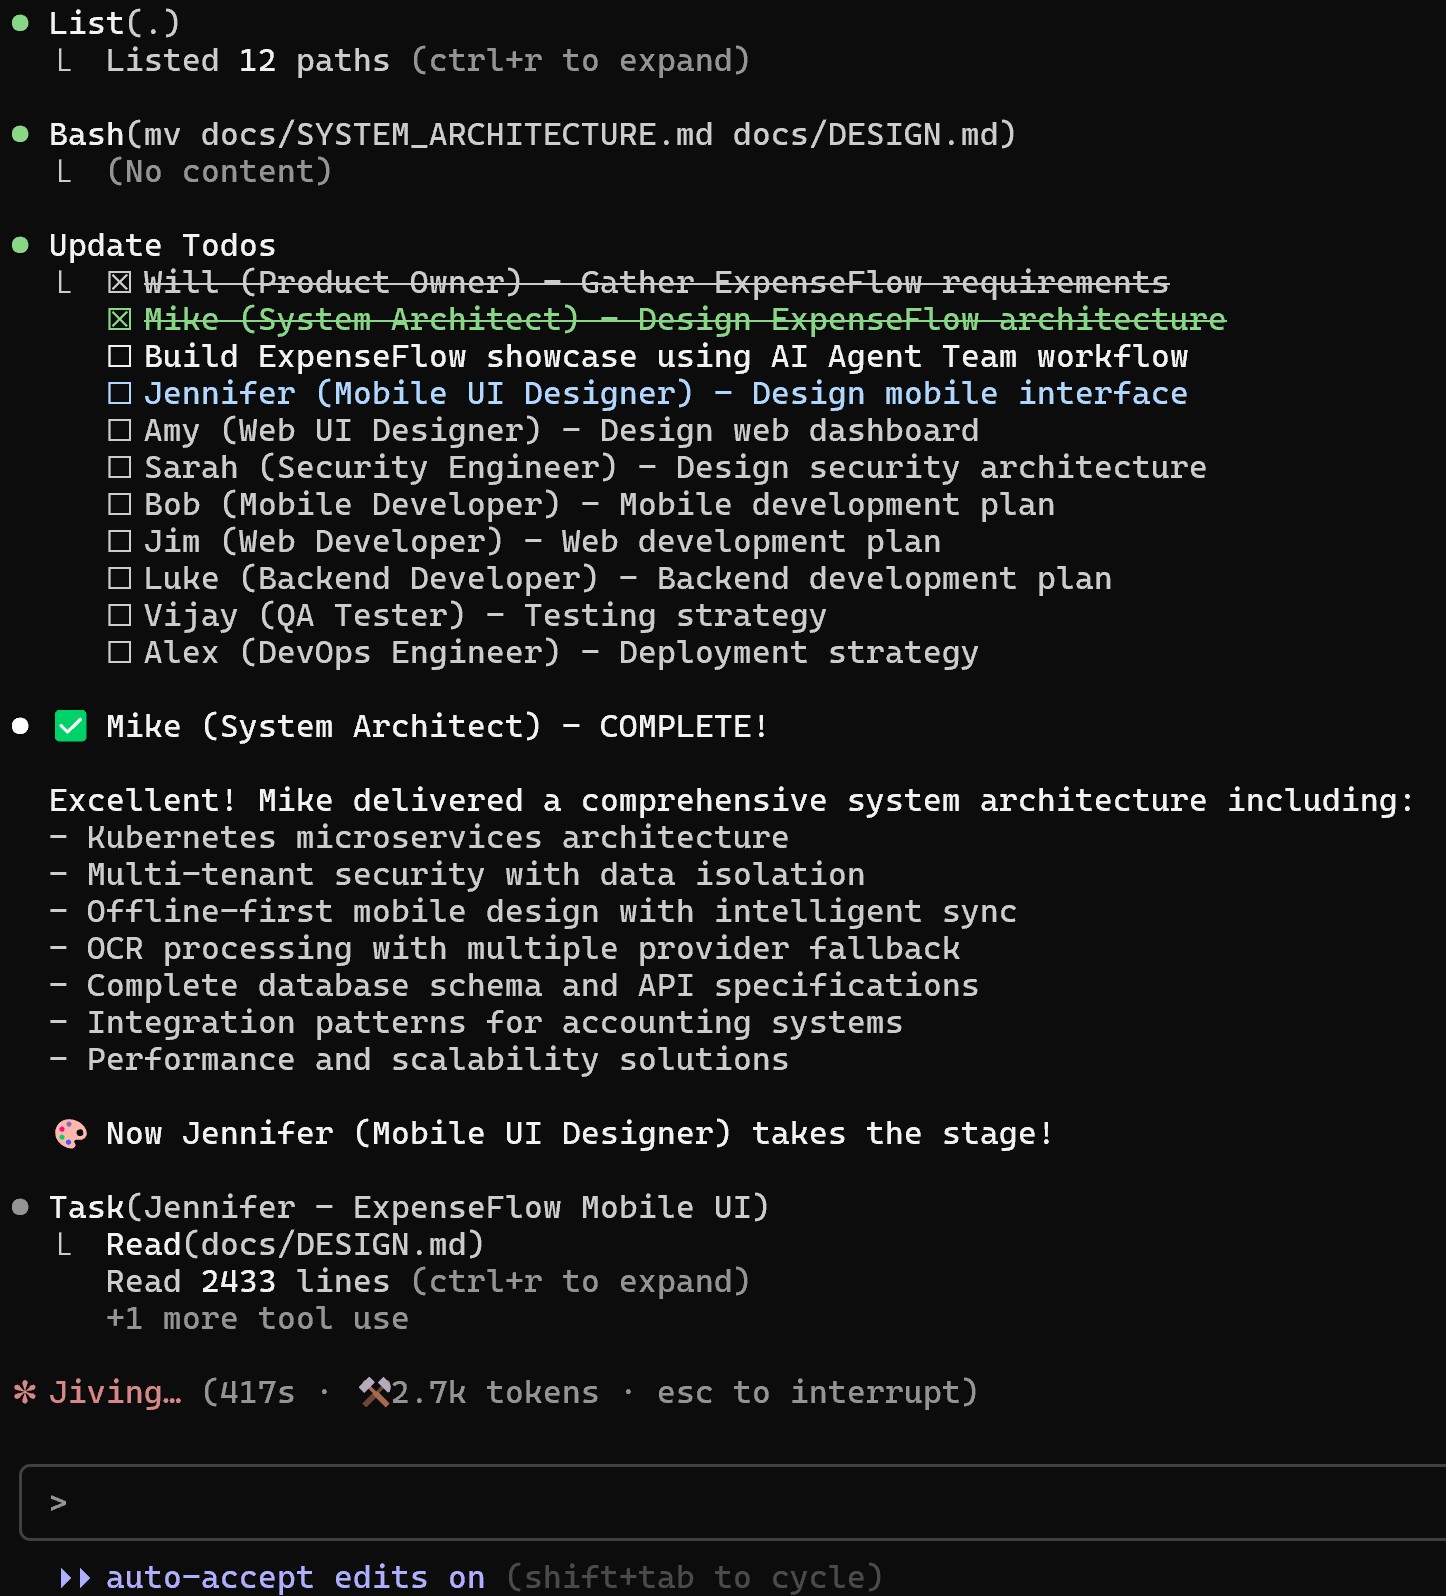 ● List(.)
└ Listed 12 paths (ctrl+r to expand)
● Bash(mv docs/SYSTEM_ARCHITECTURE.md docs/DESIGN.md)
└ (No content)
● Update Todos
└ ☒ Will (Product Owner) - Gather ExpenseFlow requirements
☒ Mike (System Architect) - Design ExpenseFlow architecture
☐ Build ExpenseFlow showcase using AI Agent Team workflow
☐ Jennifer (Mobile UI Designer) - Design mobile interface
☐ Amy (Web UI Designer) - Design web dashboard
☐ Sarah (Security Engineer) - Design security architecture
☐ Bob (Mobile Developer) - Mobile development plan
☐ Jim (Web Developer) - Web development plan
☐ Luke (Backend Developer) - Backend development plan
☐ Vijay (QA Tester) - Testing strategy
☐ Alex (DevOps Engineer) - Deployment strategy
● ✅ Mike (System Architect) - COMPLETE!
Excellent! Mike delivered a comprehensive system architecture including:
- Kubernetes microservices architecture
- Multi-tenant security with data isolation
- Offline-first mobile design with intelligent sync
- OCR processing with multiple provider fallback
- Complete database schema and API specifications
- Integration patterns for accounting systems
- Performance and scalability solutions
🎨 Now Jennifer (Mobile UI Designer) takes the stage!
● Task(Jennifer - ExpenseFlow Mobile UI)
└ Read(docs/DESIGN.md)
Read 2433 lines (ctrl+r to expand)
+1 more tool use
✻ Jiving… (417s · ⚒2.7k tokens · esc to interrupt)
>
⏵⏵ auto-accept edits on (shift+tab to cycle)